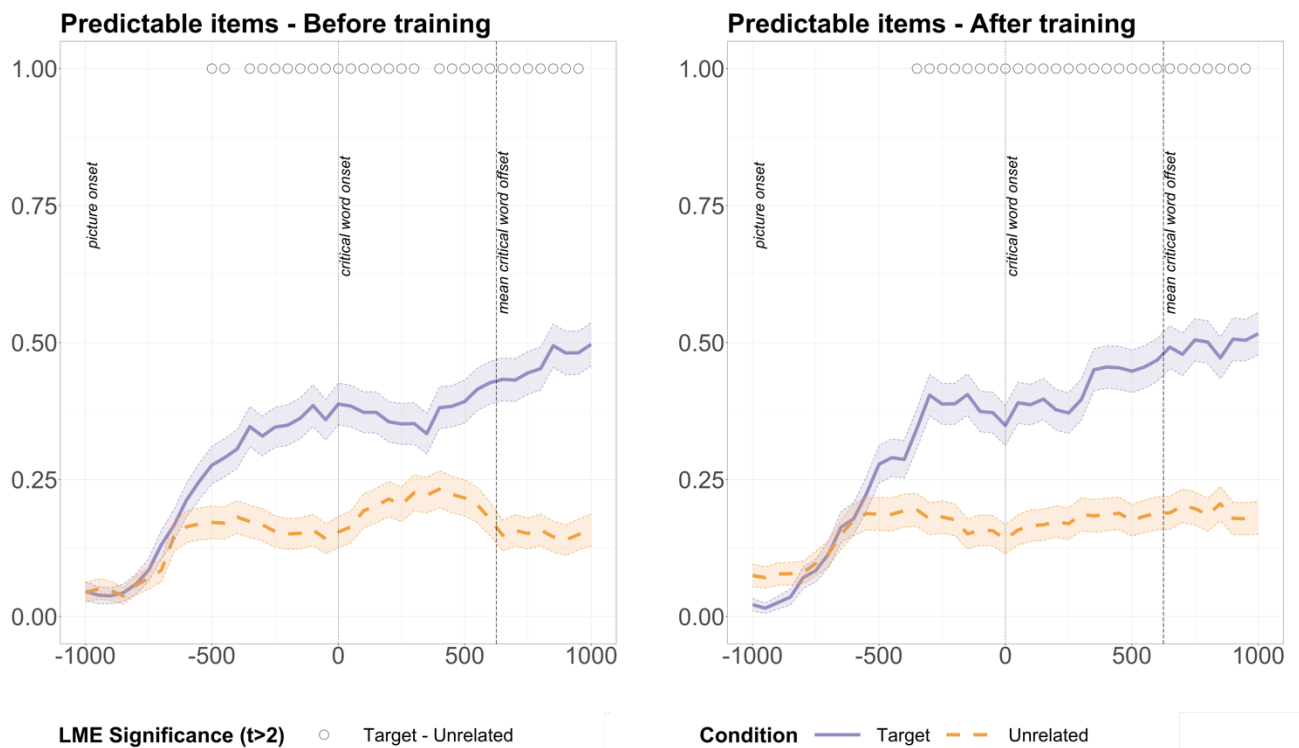 Predictable items - Before training
1.00
0.75
0.50
0.25
0.00
picture onset
critical word onset
mean critical word offset
-1000 -500 0 500 1000
Predictable items - After training
1.00
0.75
0.50
0.25
0.00
picture onset
critical word onset
mean critical word offset
-1000 -500 0 500 1000
LME Significance (t>2) Target - Unrelated
Condition Target Unrelated